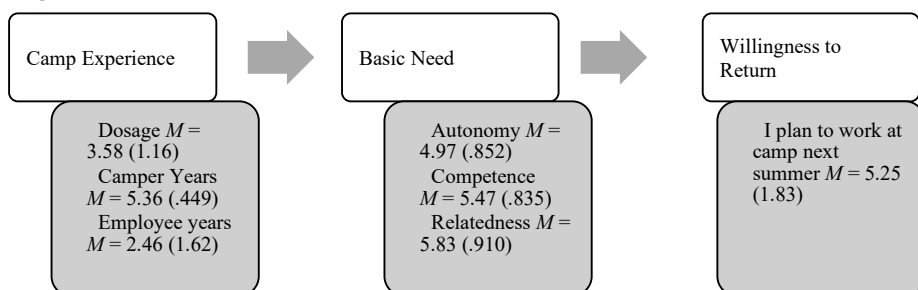 Camp Experience
Dosage M =
3.58 (1.16)
Camper Years
M = 5.36 (.449)
Employee years
M = 2.46 (1.62)
Basic Need
Autonomy M =
4.97 (.852)
Competence
M = 5.47 (.835)
Relatedness M =
5.83 (.910)
Willingness to
Return
I plan to work at
camp next
summer M = 5.25
(1.83)